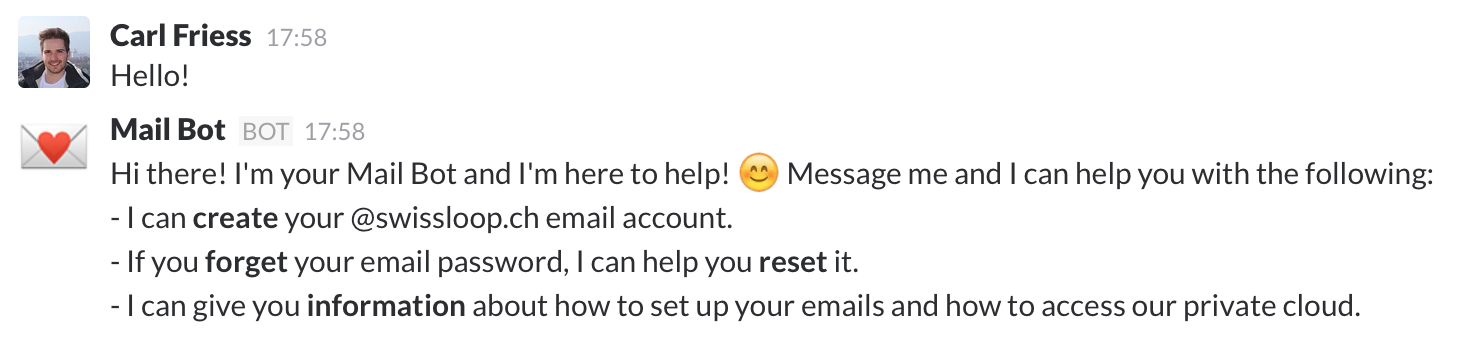 Carl Friess 17:58
Hello!
Mail Bot BOT 17:58
Hi there! I'm your Mail Bot and I'm here to help! 😊 Message me and I can help you with the following:
- I can create your @swissloop.ch email account.
- If you forget your email password, I can help you reset it.
- I can give you information about how to set up your emails and how to access our private cloud.